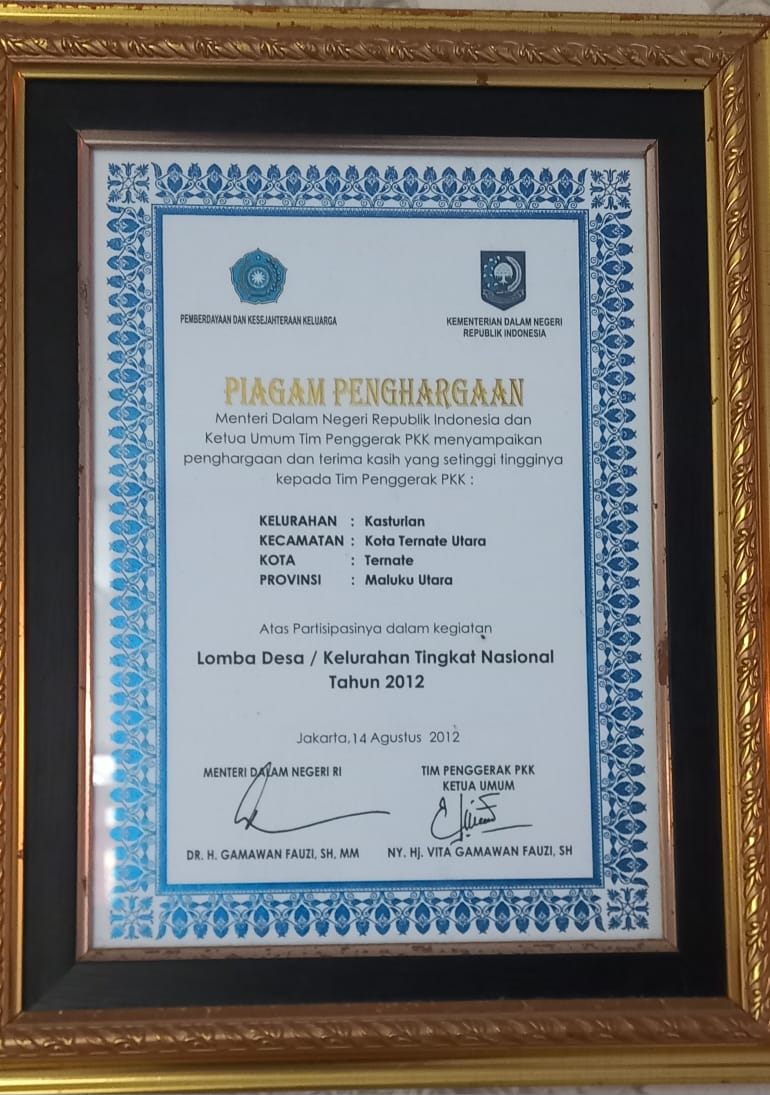 PEMBERDAYAAN DAN KESEJAHTERAAN KELUARGA
KEMENTERIAN DALAM NEGERI
REPUBLIK INDONESIA
PIAGAM PENGHARGAAN
Menteri Dalam Negeri Republik Indonesia dan
Ketua Umum Tim Penggerak PKK menyampaikan
penghargaan dan terima kasih yang setinggi tingginya
kepada Tim Penggerak PKK :
KELURAHAN : Kasturian
KECAMATAN : Kota Ternate Utara
KOTA : Ternate
PROVINSI : Maluku Utara
Atas Partisipasinya dalam kegiatan
Lomba Desa / Kelurahan Tingkat Nasional
Tahun 2012
Jakarta,14 Agustus 2012
MENTERI DALAM NEGERI RI
DR. H. GAMAWAN FAUZI, SH, MM
TIM PENGGERAK PKK
KETUA UMUM
NY. Hj. VITA GAMAWAN FAUZI, SH